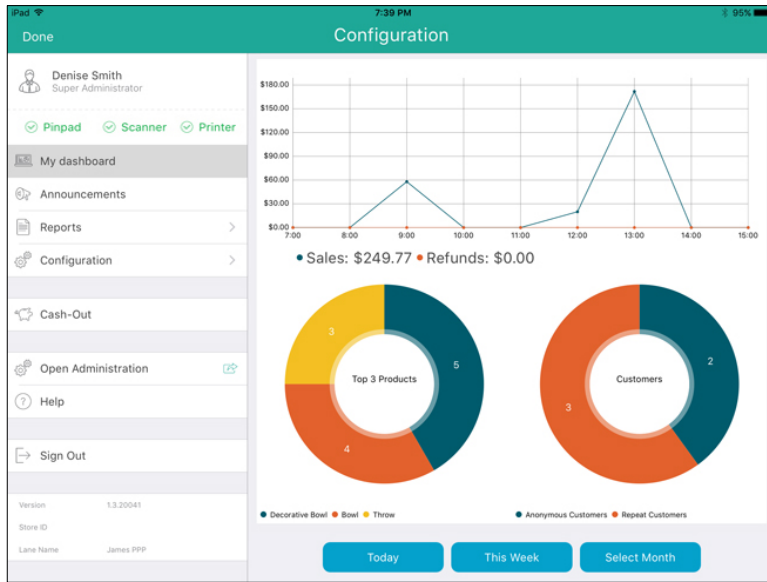 iPad 7:39 PM 95%
Done Configuration
Denise Smith
Super Administrator
Pinpad Scanner Printer
My dashboard
Announcements
Reports
Configuration
Cash-Out
Open Administration
Help
Sign Out
Version 1.3.20041
Store ID
Lane Name James PPP
$180.00
$150.00
$120.00
$90.00
$60.00
$30.00
$0.00
7:00 8:00 9:00 10:00 11:00 12:00 13:00 14:00 15:00
Sales: $249.77 Refunds: $0.00
3
5
4
Top 3 Products
Decorative Bowl Bowl Throw
2
3
Customers
Anonymous Customers Repeat Customers
Today This Week Select Month